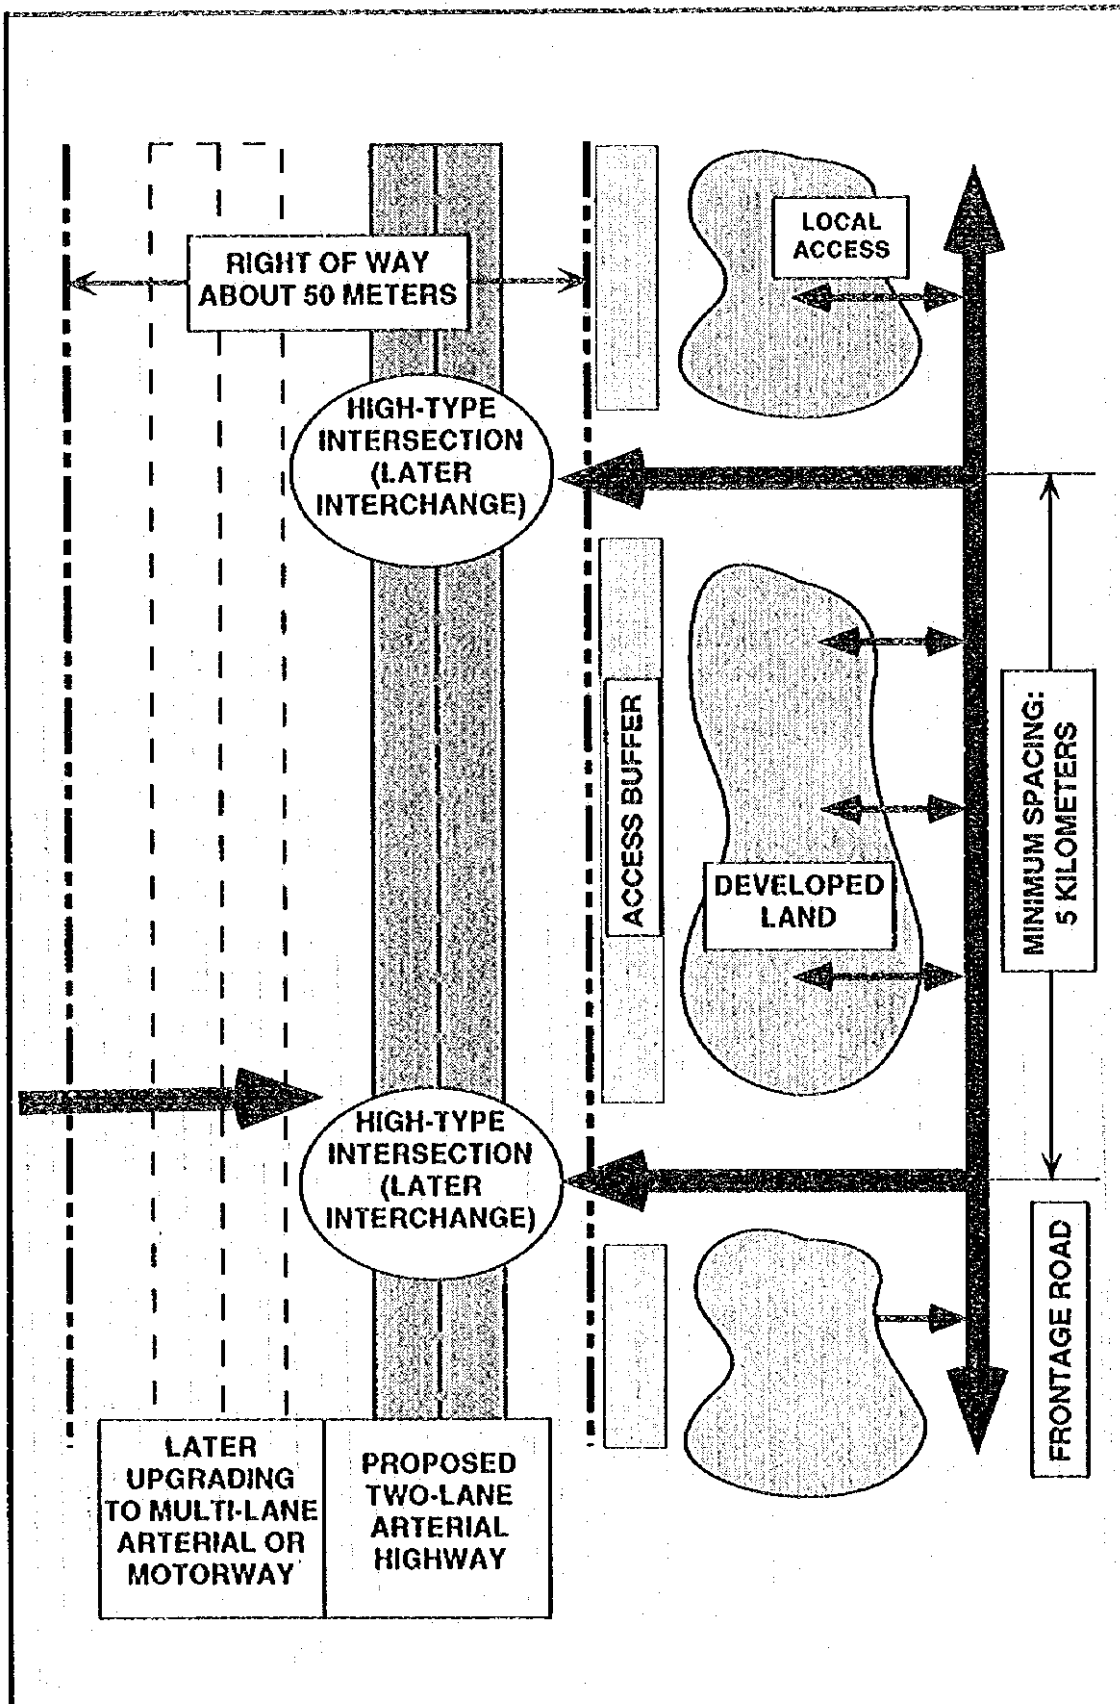 RIGHT OF WAY
ABOUT 50 METERS
LOCAL
ACCESS
HIGH-TYPE
INTERSECTION
(LATER
INTERCHANGE)
ACCESS BUFFER
DEVELOPED
LAND
MINIMUM SPACING:
5 KILOMETERS
HIGH-TYPE
INTERSECTION
(LATER
INTERCHANGE)
FRONTAGE ROAD
LATER
UPGRADING
TO MULTI-LANE
ARTERIAL OR
MOTORWAY
PROPOSED
TWO-LANE
ARTERIAL
HIGHWAY